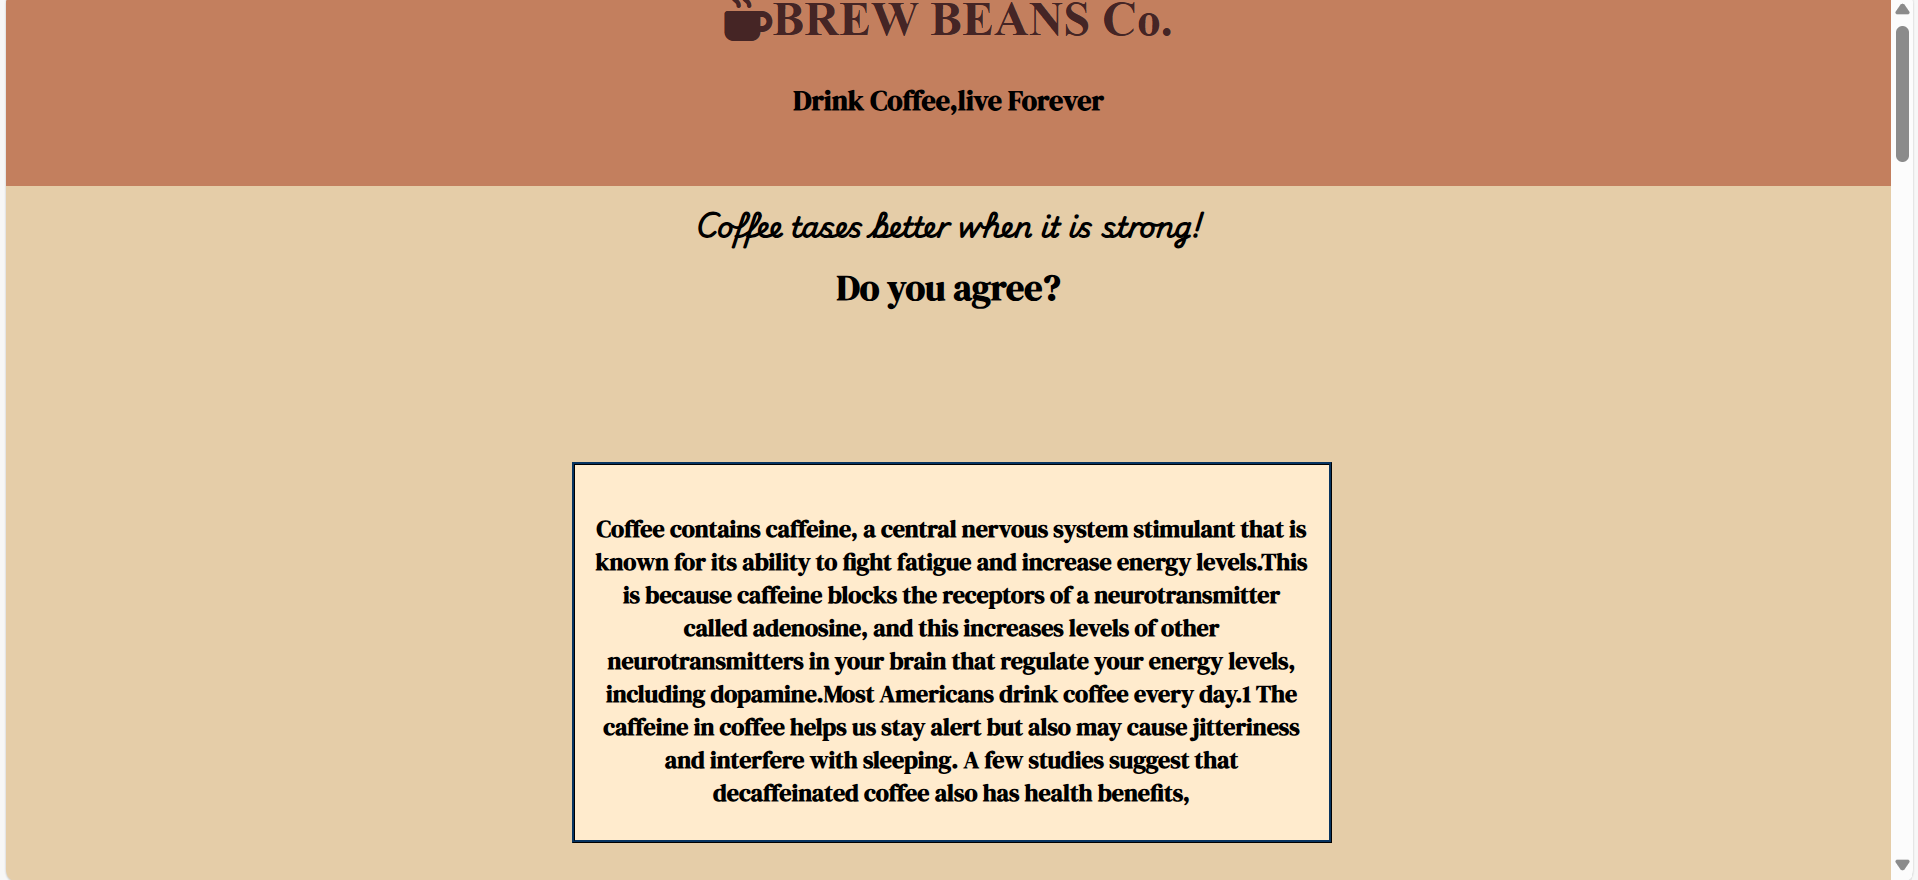 BREW BEANS Co.
Drink Coffee,live Forever
Coffee tases better when it is strong!
Do you agree?
Coffee contains caffeine, a central nervous system stimulant that is
known for its ability to fight fatigue and increase energy levels.This
is because caffeine blocks the receptors of a neurotransmitter
called adenosine, and this increases levels of other
neurotransmitters in your brain that regulate your energy levels,
including dopamine.Most Americans drink coffee every day.1 The
caffeine in coffee helps us stay alert but also may cause jitteriness
and interfere with sleeping. A few studies suggest that
decaffeinated coffee also has health benefits,